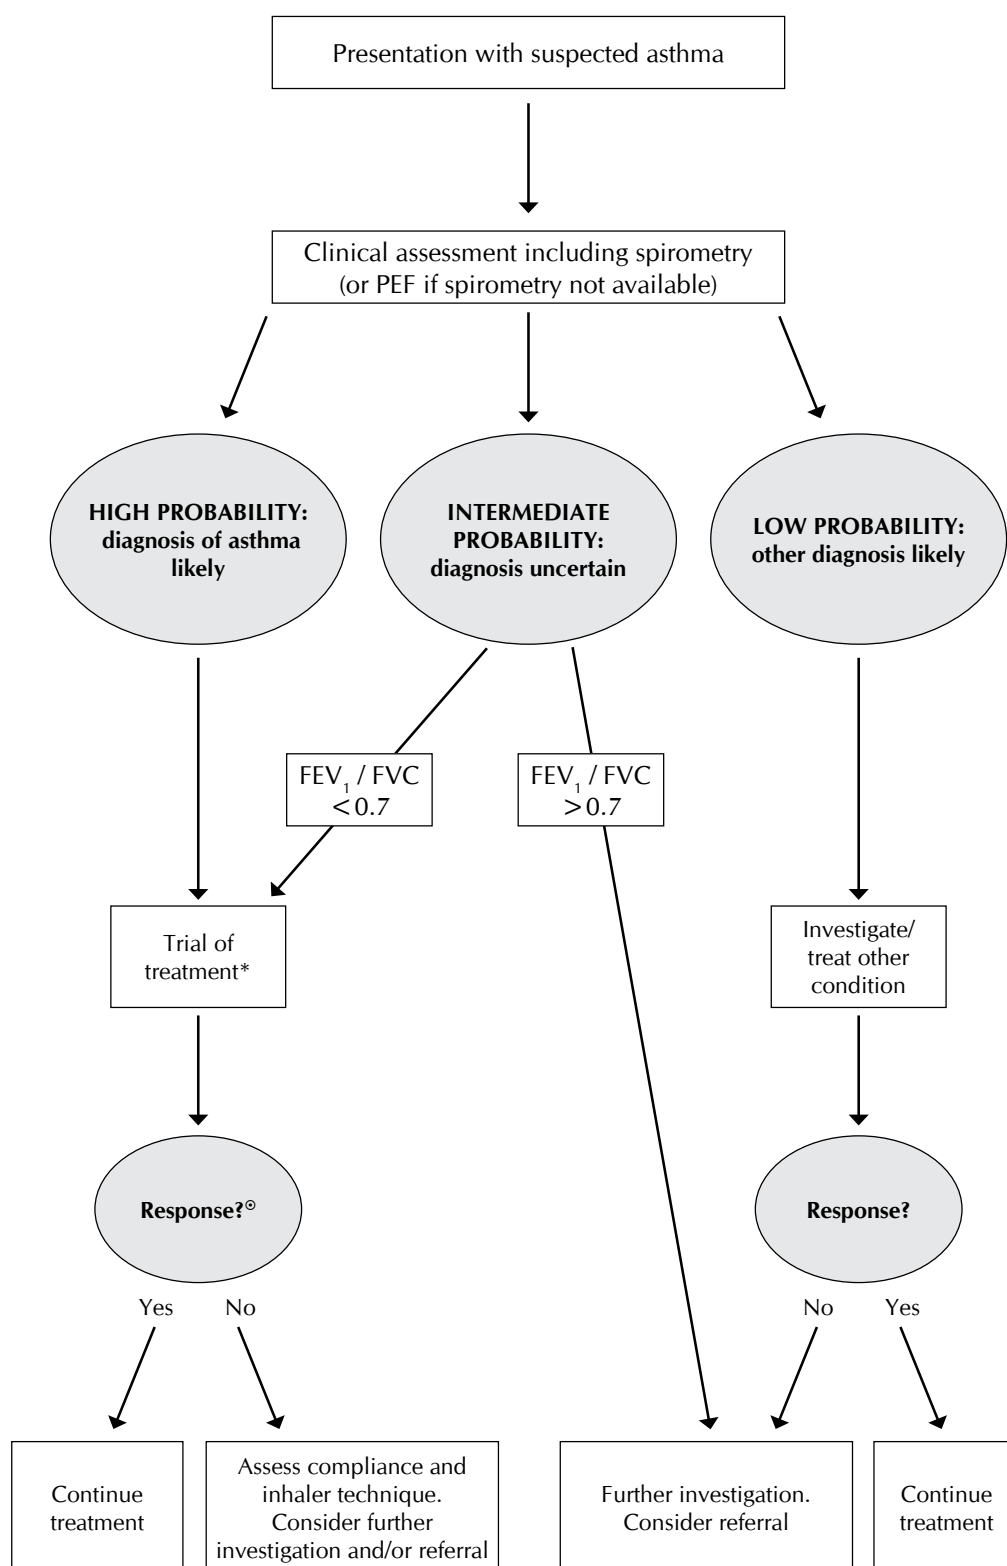 Presentation with suspected asthma
Clinical assessment including spirometry
(or PEF if spirometry not available)
HIGH PROBABILITY:
diagnosis of asthma
likely
INTERMEDIATE
PROBABILITY:
diagnosis uncertain
LOW PROBABILITY:
other diagnosis likely
FEV₁ / FVC
<0.7
FEV₁ / FVC
>0.7
Trial of
treatment*
Investigate/
treat other
condition
Response?⊙
Response?
Yes
No
No
Yes
Continue
treatment
Assess compliance and
inhaler technique.
Consider further
investigation and/or referral
Further investigation.
Consider referral
Continue
treatment